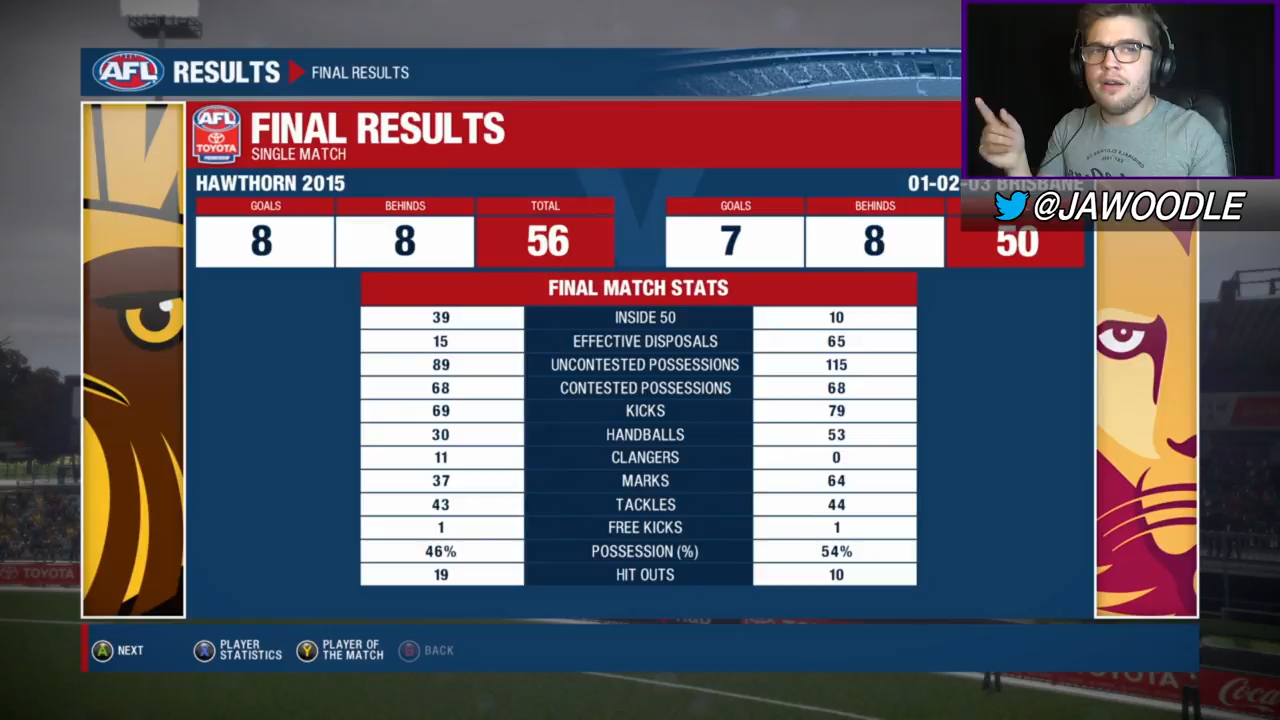 AFL RESULTS FINAL RESULTS
AFL
TOYOTA
PREMIERSHIP
FINAL RESULTS
SINGLE MATCH
HAWTHORN 2015
01-02-03 BRISBANE
@JAWOODLE
GOALS BEHINDS TOTAL GOALS BEHINDS
8 8 56 7 8 50
FINAL MATCH STATS
39 INSIDE 50 10
15 EFFECTIVE DISPOSALS 65
89 UNCONTESTED POSSESSIONS 115
68 CONTESTED POSSESSIONS 68
69 KICKS 79
30 HANDBALLS 53
11 CLANGERS 0
37 MARKS 64
43 TACKLES 44
1 FREE KICKS 1
46% POSSESSION (%) 54%
19 HIT OUTS 10
TOYOTA
A NEXT X PLAYER STATISTICS Y PLAYER OF THE MATCH B BACK
TOYOTA
Coca